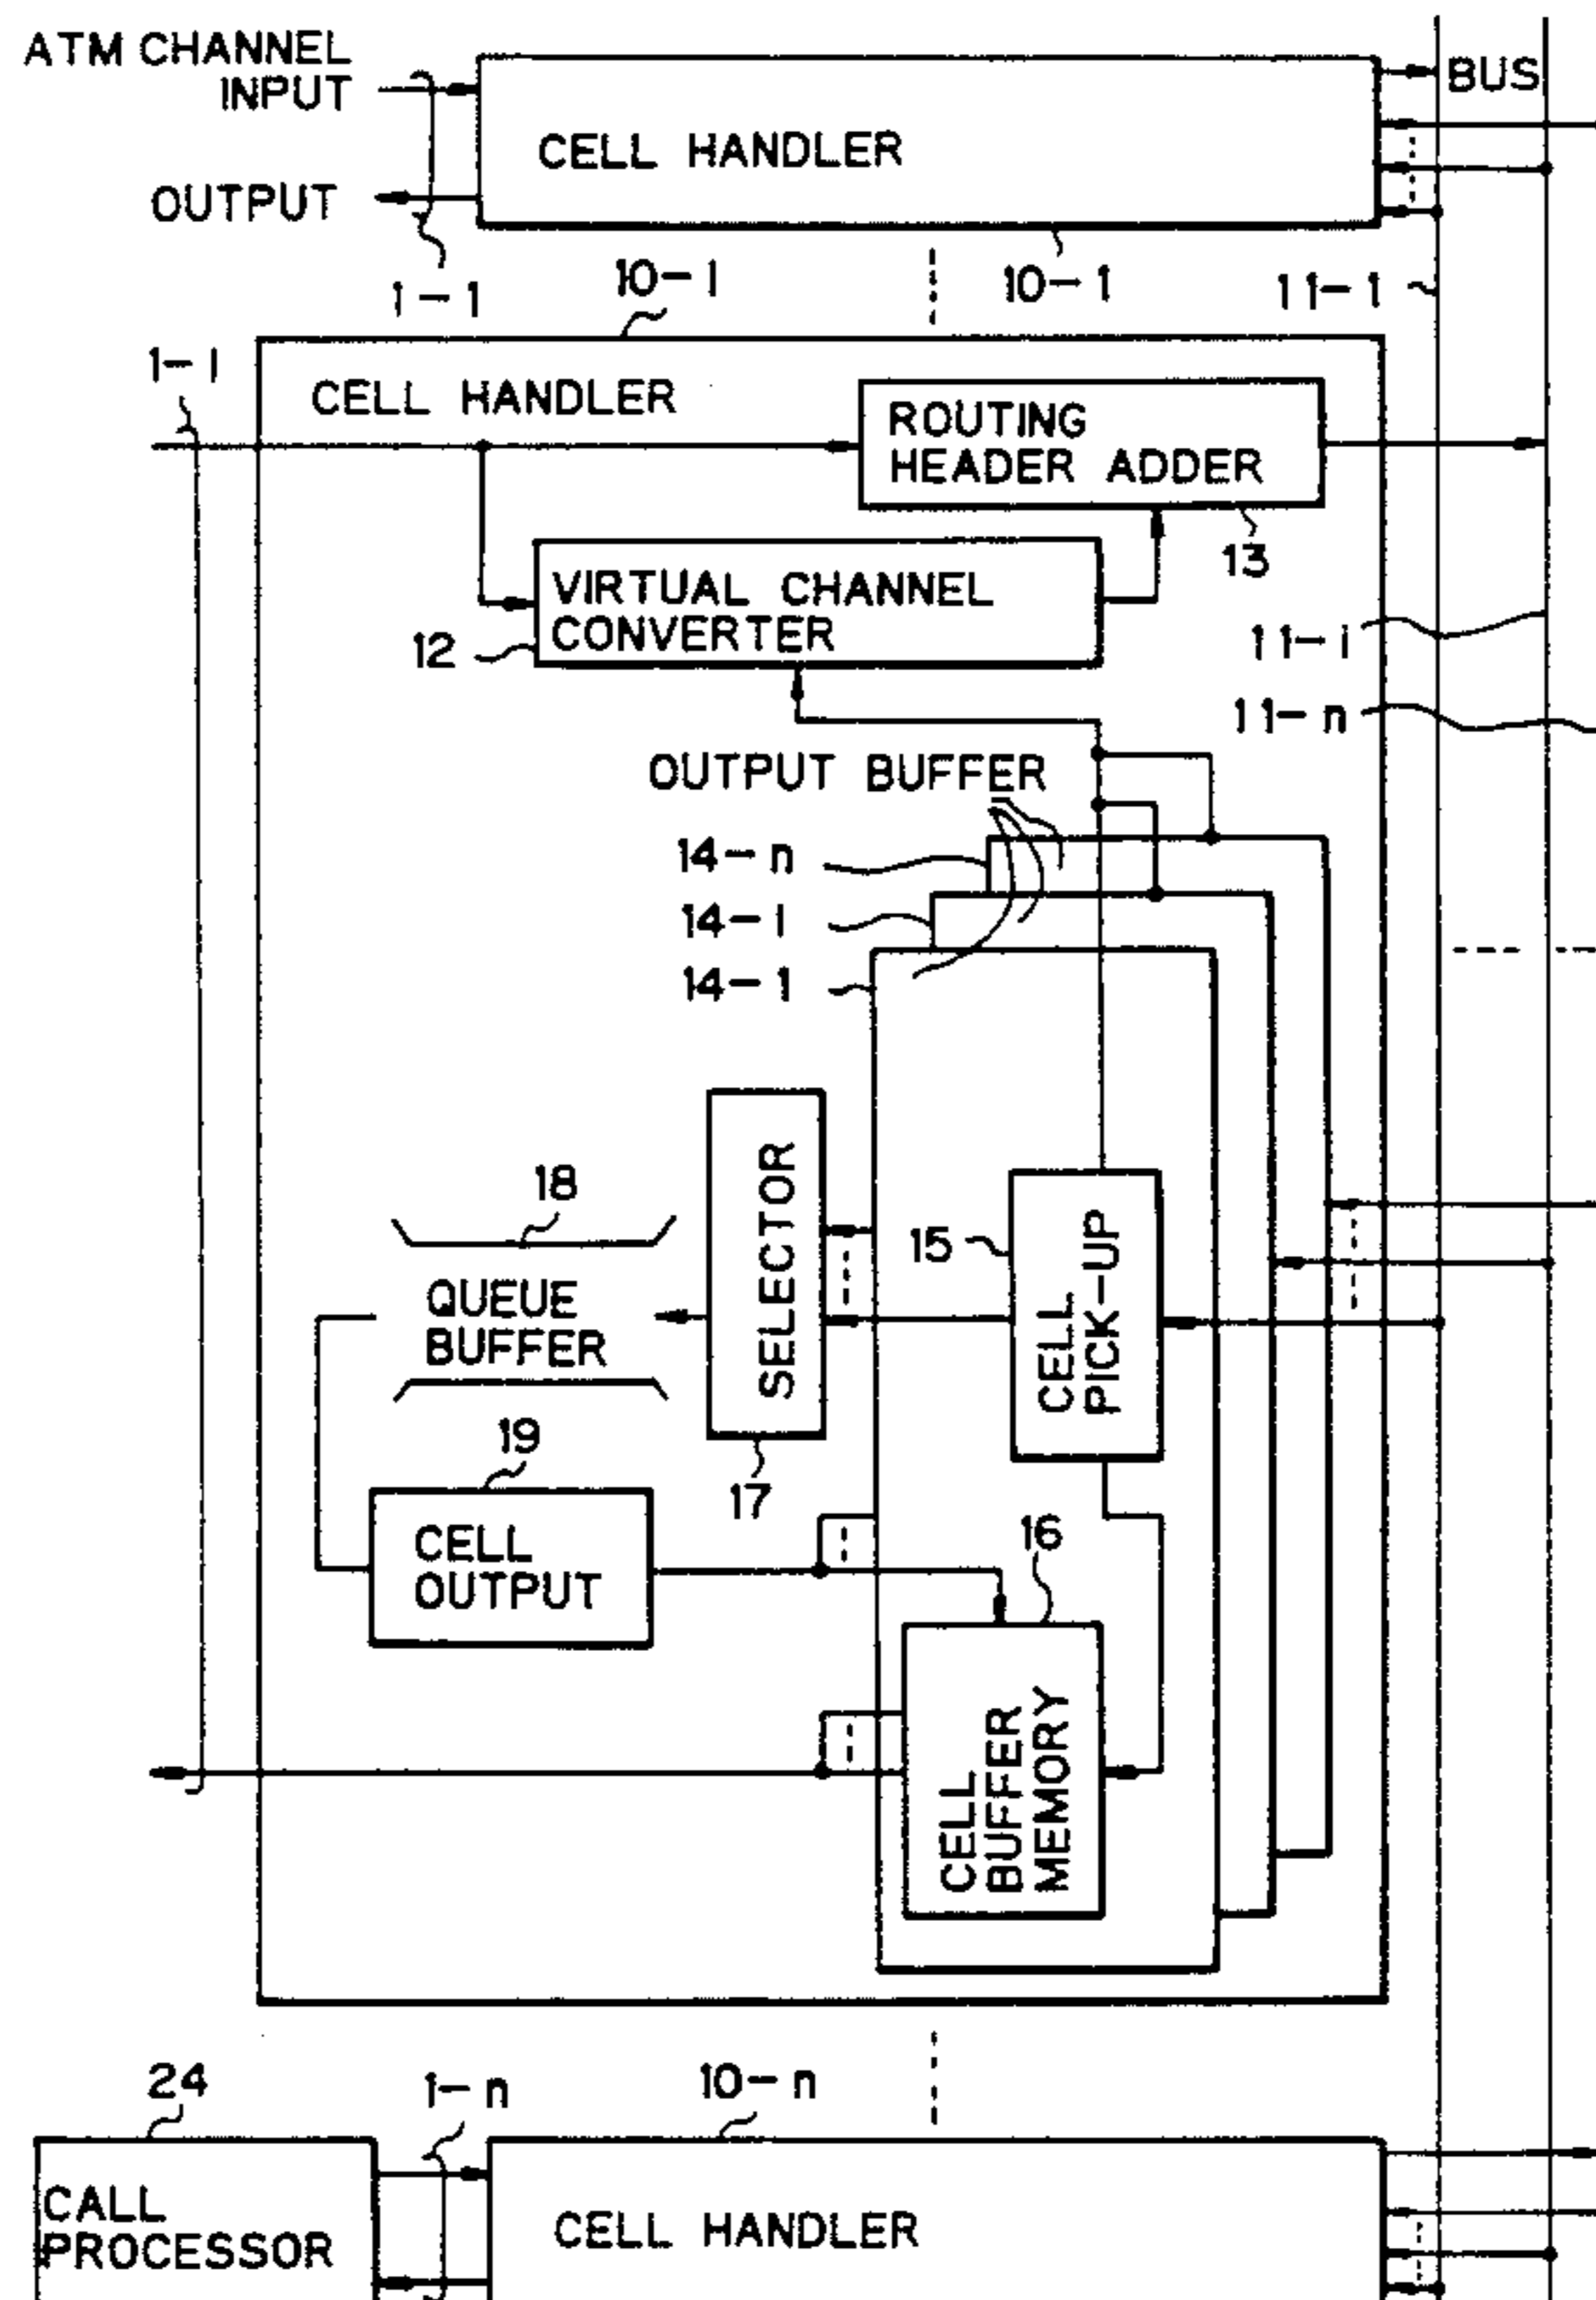 ATM CHANNEL
INPUT
BUS
CELL HANDLER
OUTPUT
1-1
10-1
10-1
11-1
1-i
CELL HANDLER
ROUTING
HEADER ADDER
13
VIRTUAL CHANNEL
CONVERTER
12
11-i
11-n
OUTPUT BUFFER
14-n
14-i
14-1
18
SELECTOR
15
CELL
PICK-UP
QUEUE
BUFFER
19
17
16
CELL
OUTPUT
CELL
BUFFER
MEMORY
24
1-n
10-n
CALL
PROCESSOR
CELL HANDLER